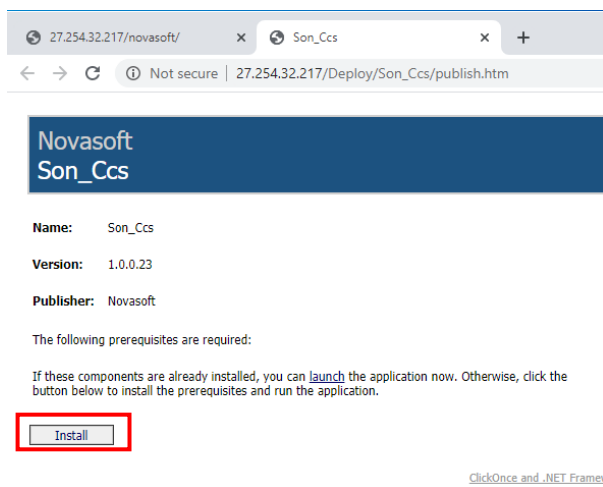 27.254.32.217/novasoft/
Son_Ccs
Not secure | 27.254.32.217/Deploy/Son_Ccs/publish.htm
Novasoft
Son_Ccs
Name: Son_Ccs
Version: 1.0.0.23
Publisher: Novasoft
The following prerequisites are required:
If these components are already installed, you can launch the application now. Otherwise, click the
button below to install the prerequisites and run the application.
Install
ClickOnce and .NET Framew